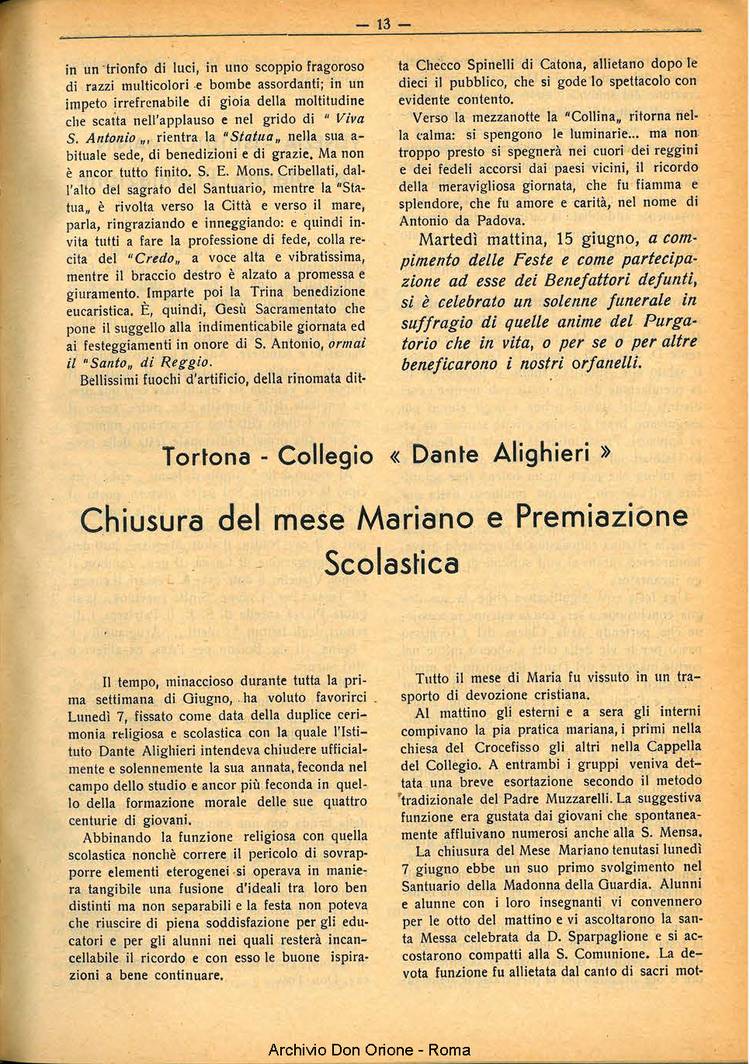 — 13 —
in un trionfo di luci, in uno scoppio fragoroso
di razzi multicolori e bombe assordanti; in un
impeto irrefrenabile di gioia della moltitudine
che scatta nell'applauso e nel grido di " Viva
S. Antonio „, rientra la "Statua„ nella sua a-
bituale sede, di benedizioni e di grazie. Ma non
è ancor tutto finito. S. E. Mons. Cribellati, dal-
l'alto del sagrato del Santuario, mentre la "Sta-
tua„ è rivolta verso la Città e verso il mare,
parla, ringraziando e inneggiando: e quindi in-
vita tutti a fare la professione di fede, colla re-
cita del "Credo„ a voce alta e vibratissima,
mentre il braccio destro è alzato a promessa e
giuramento. Imparte poi la Trina benedizione
eucaristica. È, quindi, Gesù Sacramentato che
pone il suggello alla indimenticabile giornata ed
ai festeggiamenti in onore di S. Antonio, ormai
il "Santo„ di Reggio.
Bellissimi fuochi d'artificio, della rinomata dit-
ta Checco Spinelli di Catona, allietano dopo le
dieci il pubblico, che si gode lo spettacolo con
evidente contento.
Verso la mezzanotte la "Collina„ ritorna nel-
la calma: si spengono le luminarie... ma non
troppo presto si spegnerà nei cuori dei reggini
e dei fedeli accorsi dai paesi vicini, il ricordo
della meravigliosa giornata, che fu fiamma e
splendore, che fu amore e carità, nel nome di
Antonio da Padova.
Martedì mattina, 15 giugno, a com-
pimento delle Feste e come partecipa-
zione ad esse dei Benefattori defunti,
si è celebrato un solenne funerale in
suffragio di quelle anime del Purga-
torio che in vita, o per se o per altre
beneficarono i nostri orfanelli.
Tortona - Collegio « Dante Alighieri »
Chiusura del mese Mariano e Premiazione
Scolastica
Il tempo, minaccioso durante tutta la pri-
ma settimana di Giugno, ha voluto favorirci
Lunedì 7, fissato come data della duplice ceri-
monia religiosa e scolastica con la quale l'Isti-
tuto Dante Alighieri intendeva chiudere ufficial-
mente e solennemente la sua annata, feconda nel
campo dello studio e ancor più feconda in quel-
lo della formazione morale delle sue quattro
centurie di giovani.
Abbinando la funzione religiosa con quella
scolastica nonchè correre il pericolo di sovrap-
porre elementi eterogenei si operava in manie-
ra tangibile una fusione d'ideali tra loro ben
distinti ma non separabili e la festa non poteva
che riuscire di piena soddisfazione per gli edu-
catori e per gli alunni nei quali resterà incan-
cellabile il ricordo e con esso le buone ispira-
zioni a bene continuare.
Tutto il mese di Maria fu vissuto in un tra-
sporto di devozione cristiana.
Al mattino gli esterni e a sera gli interni
compivano la pia pratica mariana, i primi nella
chiesa del Crocefisso gli altri nella Cappella
del Collegio. A entrambi i gruppi veniva det-
tata una breve esortazione secondo il metodo
tradizionale del Padre Muzzarelli. La suggestiva
funzione era gustata dai giovani che spontanea-
mente affluivano numerosi anche alla S. Mensa.
La chiusura del Mese Mariano tenutasi lunedì
7 giugno ebbe un suo primo svolgimento nel
Santuario della Madonna della Guardia. Alunni
e alunne con i loro insegnanti vi convennero
per le otto del mattino e vi ascoltarono la san-
ta Messa celebrata da D. Sparpaglione e si ac-
costarono compatti alla S. Comunione. La de-
vota funzione fu allietata dal canto di sacri mot-
Archivio Don Orione - Roma